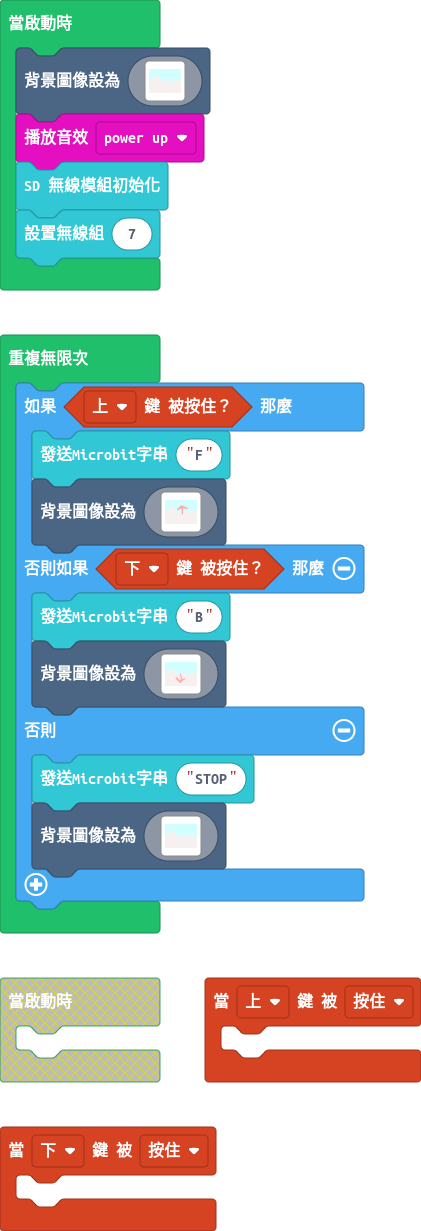 當啟動時
背景圖像設為
播放音效 power up
SD 無線模組初始化
設置無線組 7
重複無限次
如果 上 鍵 被按住？ 那麼
發送Microbit字串 "F"
背景圖像設為
否則如果 下 鍵 被按住？ 那麼
發送Microbit字串 "B"
背景圖像設為
否則
發送Microbit字串 "STOP"
背景圖像設為
當啟動時
當 上 鍵 被 按住
當 下 鍵 被 按住